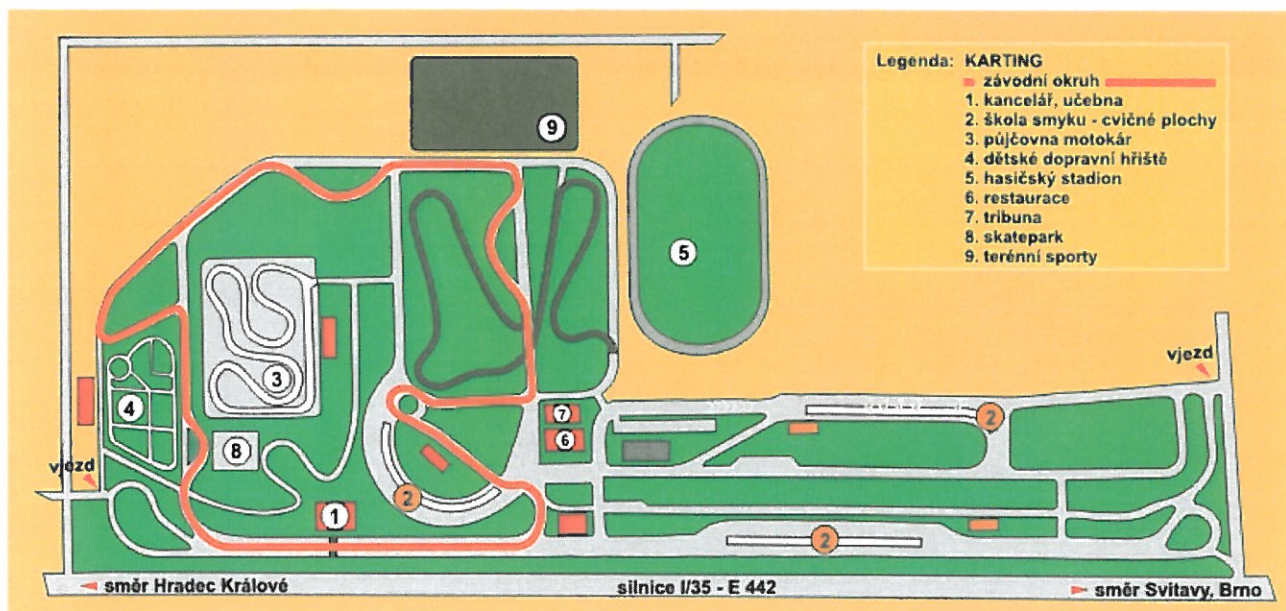 Legenda: KARTING
závodní okruh
1. kancelář, učebna
2. škola smyku - cvičné plochy
3. půjčovna motokár
4. dětské dopravní hřiště
5. hasičský stadion
6. restaurace
7. tribuna
8. skatepark
9. terénní sporty
9
5
vjezd
3
4
7
2
6
8
vjezd
2
1
2
směr Hradec Králové
silnice I/35 - E 442
směr Svitavy, Brno